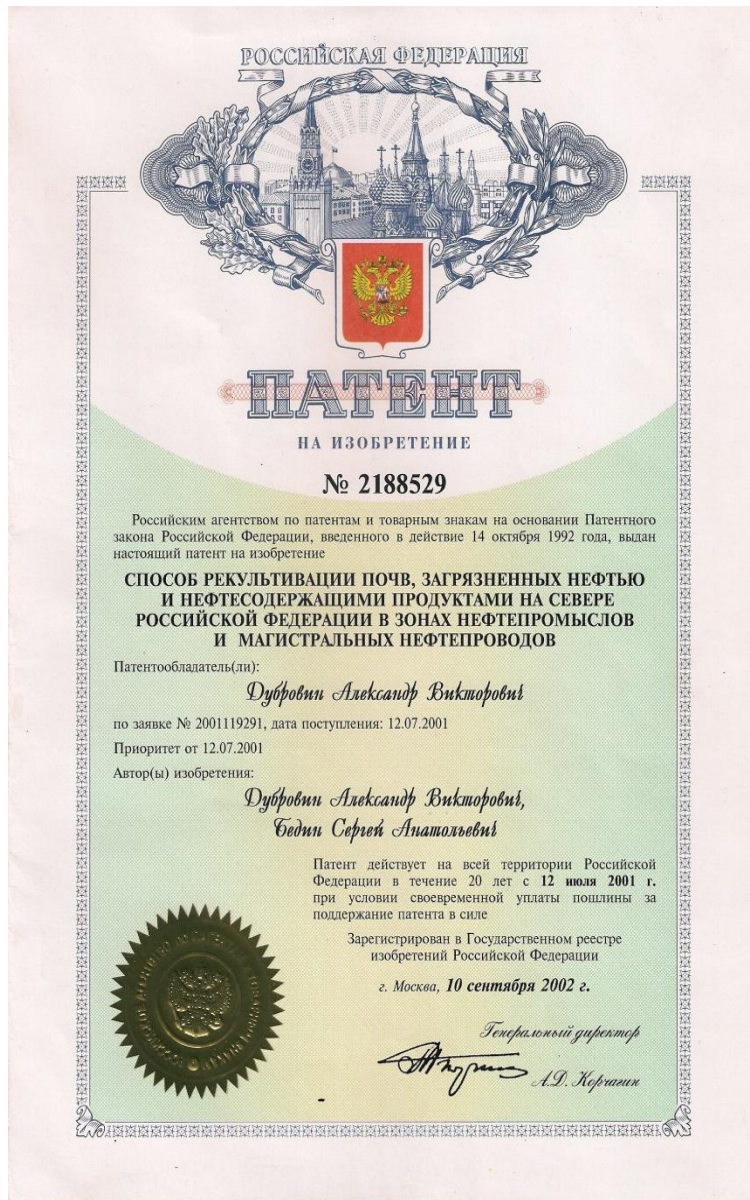 РОССИЙСКАЯ ФЕДЕРАЦИЯ
ПАТЕНТ
НА ИЗОБРЕТЕНИЕ
№ 2188529
Российским агентством по патентам и товарным знакам на основании Патентного
закона Российской Федерации, введенного в действие 14 октября 1992 года, выдан
настоящий патент на изобретение
СПОСОБ РЕКУЛЬТИВАЦИИ ПОЧВ, ЗАГРЯЗНЕННЫХ НЕФТЬЮ
И НЕФТЕСОДЕРЖАЩИМИ ПРОДУКТАМИ НА СЕВЕРЕ
РОССИЙСКОЙ ФЕДЕРАЦИИ В ЗОНАХ НЕФТЕПРОМЫСЛОВ
И МАГИСТРАЛЬНЫХ НЕФТЕПРОВОДОВ
Патентообладатель(ли):
Дубровин Александр Викторович
по заявке № 2001119291, дата поступления: 12.07.2001
Приоритет от 12.07.2001
Автор(ы) изобретения:
Дубровин Александр Викторович,
Бедин Сергей Анатольевич
Патент действует на всей территории Российской
Федерации в течение 20 лет с 12 июля 2001 г.
при условии своевременной уплаты пошлины за
поддержание патента в силе
Зарегистрирован в Государственном реестре
изобретений Российской Федерации
г. Москва, 10 сентября 2002 г.
Генеральный директор
А.Д. Корчагин